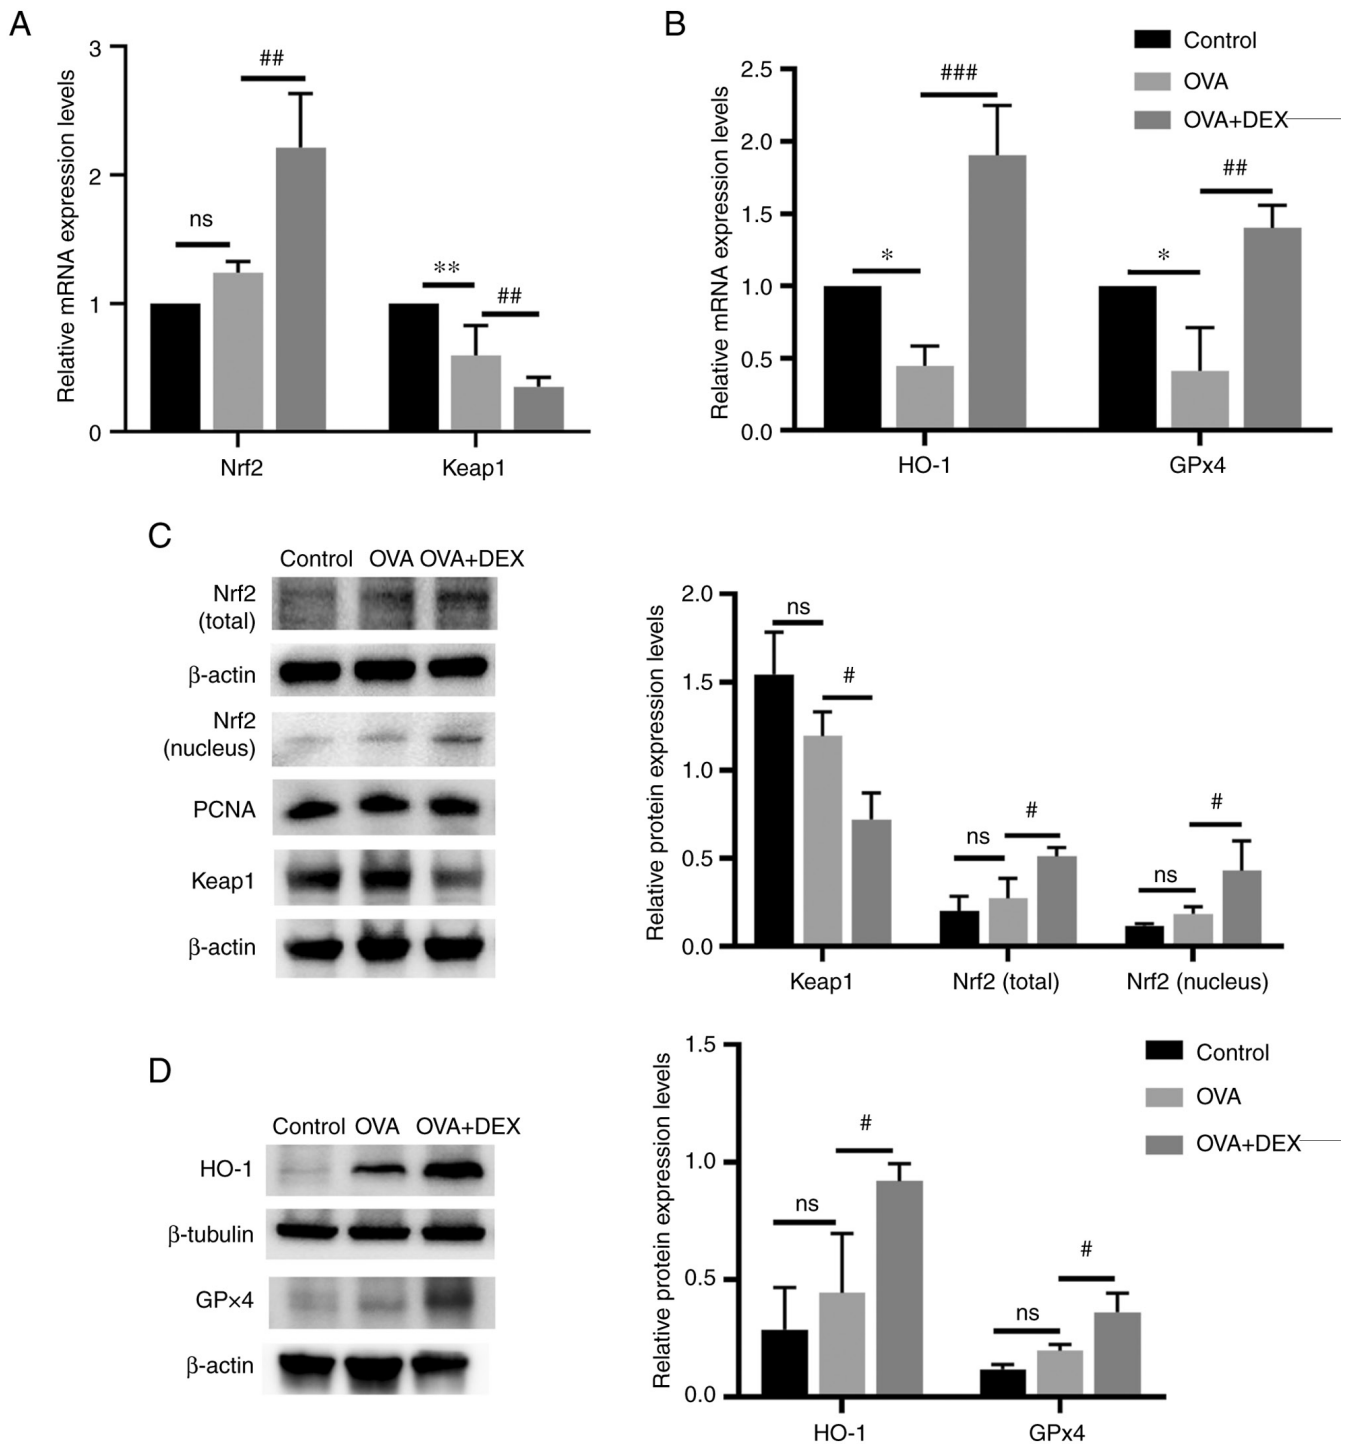 A
Relative mRNA expression levels
3
2
1
0
ns
##
**
##
Nrf2
Keap1
B
Relative mRNA expression levels
2.5
2.0
1.5
1.0
0.5
0.0
*
###
*
##
HO-1
GPx4
Control
OVA
OVA+DEX
C
Control OVA OVA+DEX
Nrf2
(total)
β-actin
Nrf2
(nucleus)
PCNA
Keap1
β-actin
Relative protein expression levels
2.0
1.5
1.0
0.5
0.0
ns
#
ns
#
ns
#
Keap1
Nrf2 (total)
Nrf2 (nucleus)
D
Control OVA OVA+DEX
HO-1
β-tubulin
GP×4
β-actin
Relative protein expression levels
1.5
1.0
0.5
0.0
ns
#
ns
#
HO-1
GPx4
Control
OVA
OVA+DEX